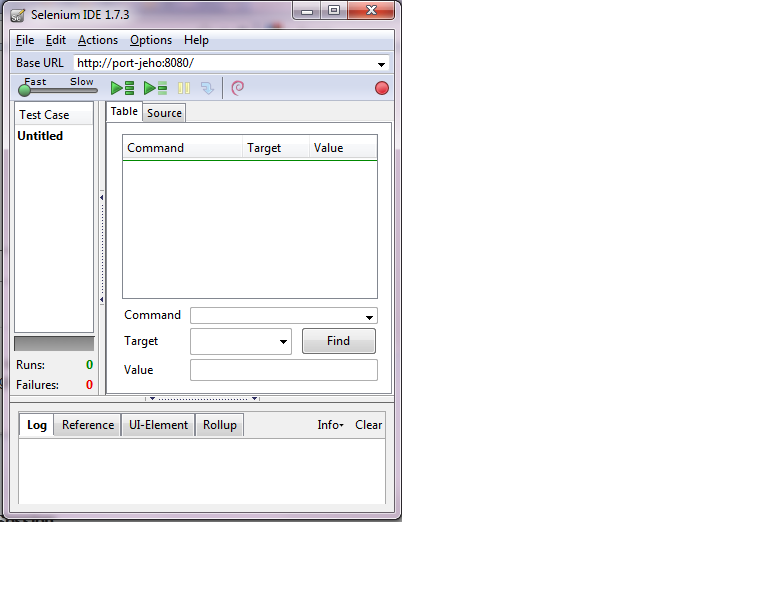 Selenium IDE 1.7.3
File Edit Actions Options Help
Base URL http://port-jeho:8080/
Fast Slow
Test Case
Untitled
Table Source
Command Target Value
Command
Target Find
Value
Runs: 0
Failures: 0
Log Reference UI-Element Rollup Info Clear